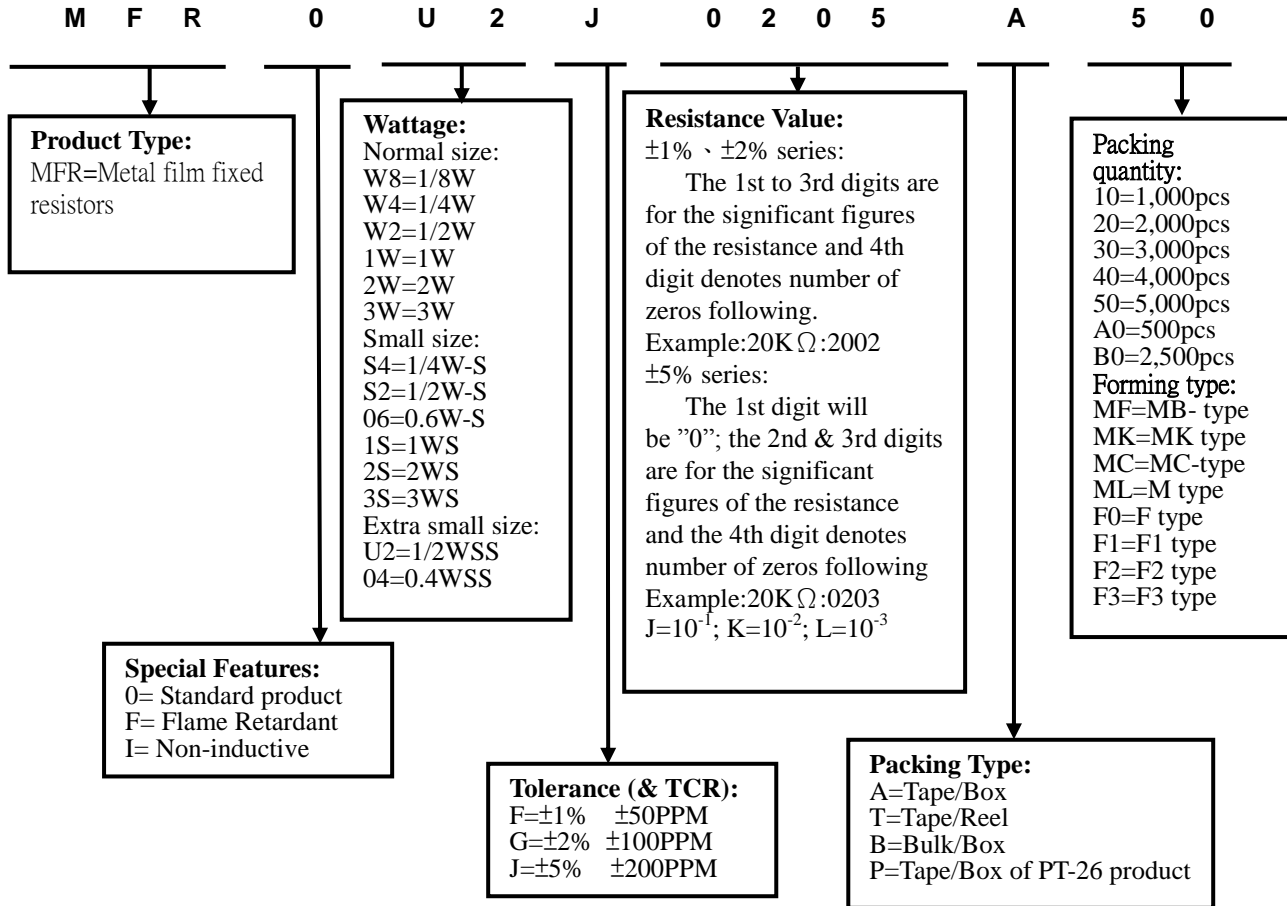 M F R 0 U 2 J 0 2 0 5 A 5 0
Product Type:
MFR=Metal film fixed
resistors
Wattage:
Normal size:
W8=1/8W
W4=1/4W
W2=1/2W
1W=1W
2W=2W
3W=3W
Small size:
S4=1/4W-S
S2=1/2W-S
06=0.6W-S
1S=1WS
2S=2WS
3S=3WS
Extra small size:
U2=1/2WSS
04=0.4WSS
Resistance Value:
±1%、±2% series:
The 1st to 3rd digits are
for the significant figures
of the resistance and 4th
digit denotes number of
zeros following.
Example:20KΩ:2002
±5% series:
The 1st digit will
be ”0”; the 2nd & 3rd digits
are for the significant
figures of the resistance
and the 4th digit denotes
number of zeros following
Example:20KΩ:0203
J=10⁻¹; K=10⁻²; L=10⁻³
Packing
quantity:
10=1,000pcs
20=2,000pcs
30=3,000pcs
40=4,000pcs
50=5,000pcs
A0=500pcs
B0=2,500pcs
Forming type:
MF=MB- type
MK=MK type
MC=MC-type
ML=M type
F0=F type
F1=F1 type
F2=F2 type
F3=F3 type
Special Features:
0= Standard product
F= Flame Retardant
I= Non-inductive
Tolerance (& TCR):
F=±1% ±50PPM
G=±2% ±100PPM
J=±5% ±200PPM
Packing Type:
A=Tape/Box
T=Tape/Reel
B=Bulk/Box
P=Tape/Box of PT-26 product